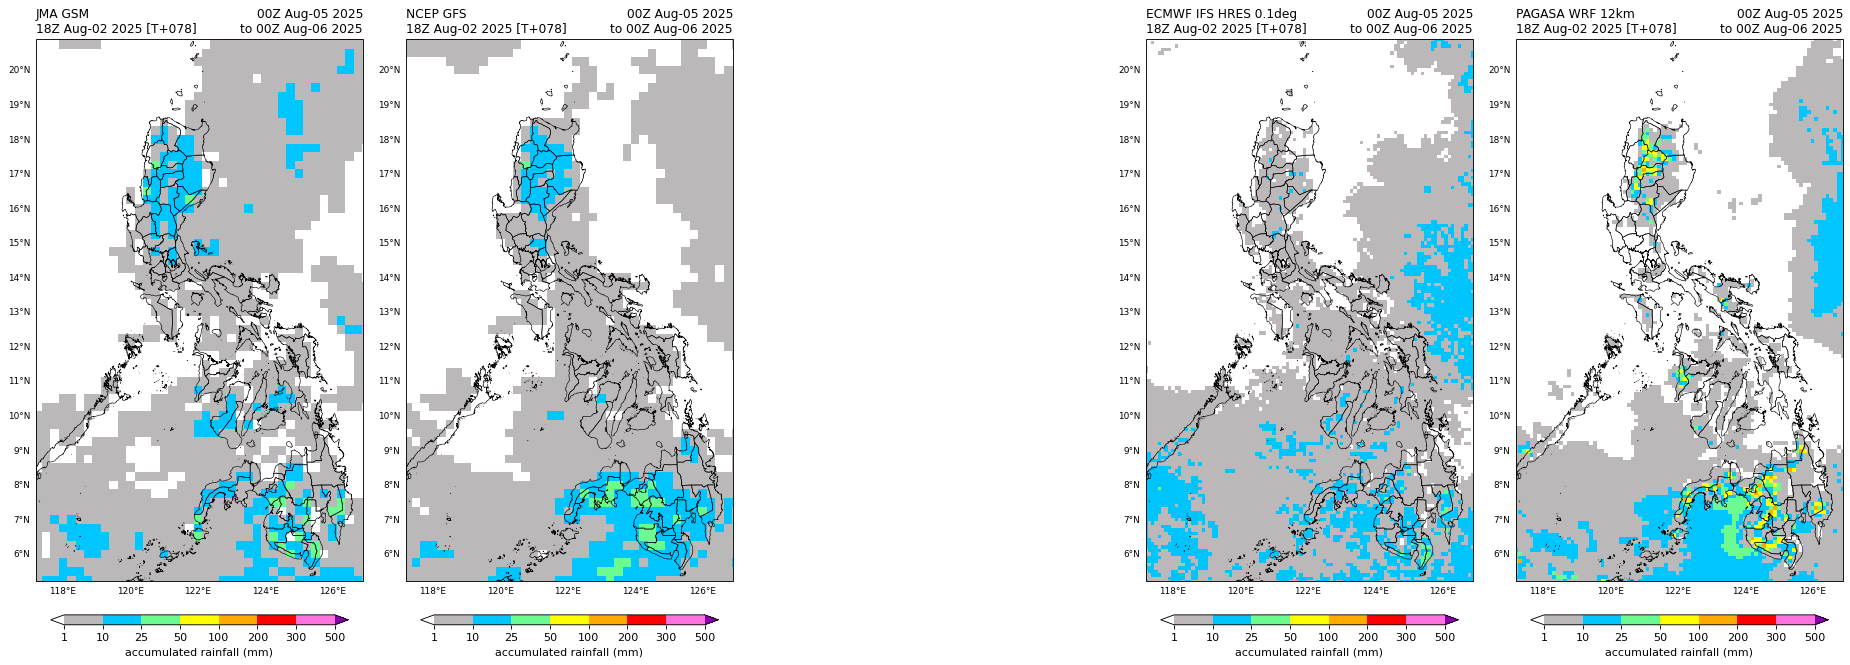 JMA GSM 00Z Aug-05 2025
18Z Aug-02 2025 [T+078] to 00Z Aug-06 2025
20°N
19°N
18°N
17°N
16°N
15°N
14°N
13°N
12°N
11°N
10°N
9°N
8°N
7°N
6°N
118°E 120°E 122°E 124°E 126°E
1 10 25 50 100 200 300 500
accumulated rainfall (mm)
NCEP GFS 00Z Aug-05 2025
18Z Aug-02 2025 [T+078] to 00Z Aug-06 2025
20°N
19°N
18°N
17°N
16°N
15°N
14°N
13°N
12°N
11°N
10°N
9°N
8°N
7°N
6°N
118°E 120°E 122°E 124°E 126°E
1 10 25 50 100 200 300 500
accumulated rainfall (mm)
ECMWF IFS HRES 0.1deg 00Z Aug-05 2025
18Z Aug-02 2025 [T+078] to 00Z Aug-06 2025
20°N
19°N
18°N
17°N
16°N
15°N
14°N
13°N
12°N
11°N
10°N
9°N
8°N
7°N
6°N
118°E 120°E 122°E 124°E 126°E
1 10 25 50 100 200 300 500
accumulated rainfall (mm)
PAGASA WRF 12km 00Z Aug-05 2025
18Z Aug-02 2025 [T+078] to 00Z Aug-06 2025
20°N
19°N
18°N
17°N
16°N
15°N
14°N
13°N
12°N
11°N
10°N
9°N
8°N
7°N
6°N
118°E 120°E 122°E 124°E 126°E
1 10 25 50 100 200 300 500
accumulated rainfall (mm)